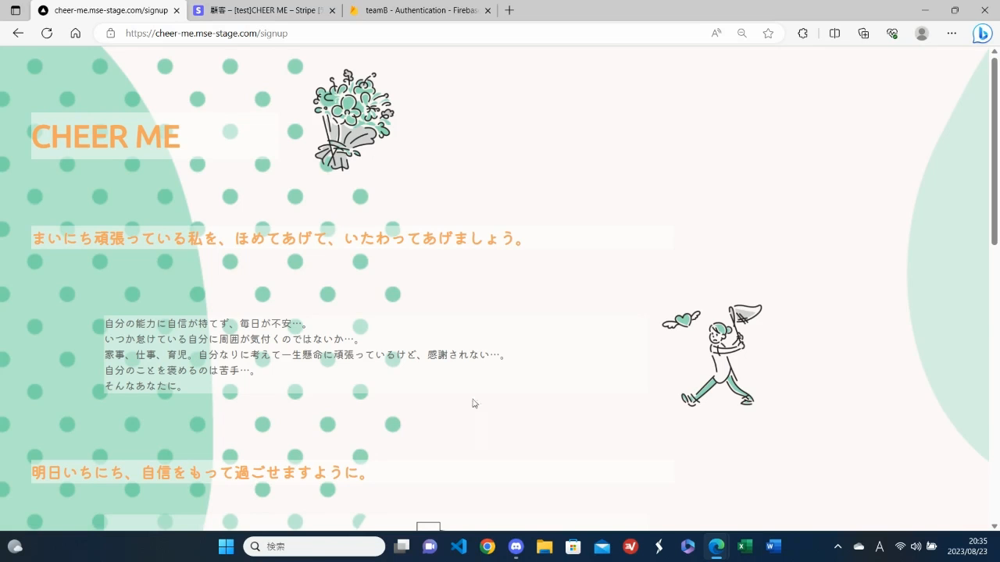 cheer-me.mse-stage.com/signup
顧客 – [test]CHEER ME – Stripe [
teamB - Authentication - Firebas
https://cheer-me.mse-stage.com/signup
CHEER ME
まいにち頑張っている私を、ほめてあげて、いたわってあげましょう。
自分の能力に自信が持てず、毎日が不安…。
いつか怠けている自分に周囲が気付くのではないか…。
家事、仕事、育児。自分なりに考えて一生懸命に頑張っているけど、感謝されない…。
自分のことを褒めるのは苦手…。
そんなあなたに。
明日いちにち、自信をもって過ごせますように。
検索
A
20:35
2023/08/23